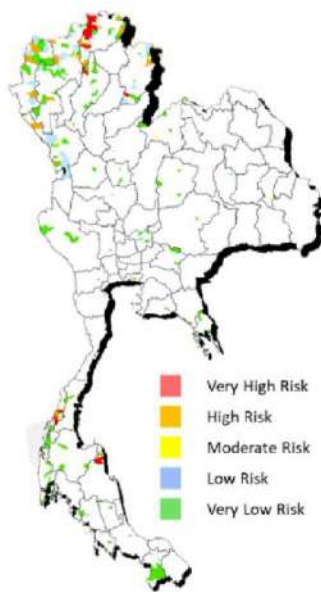 Very High Risk
High Risk
Moderate Risk
Low Risk
Very Low Risk